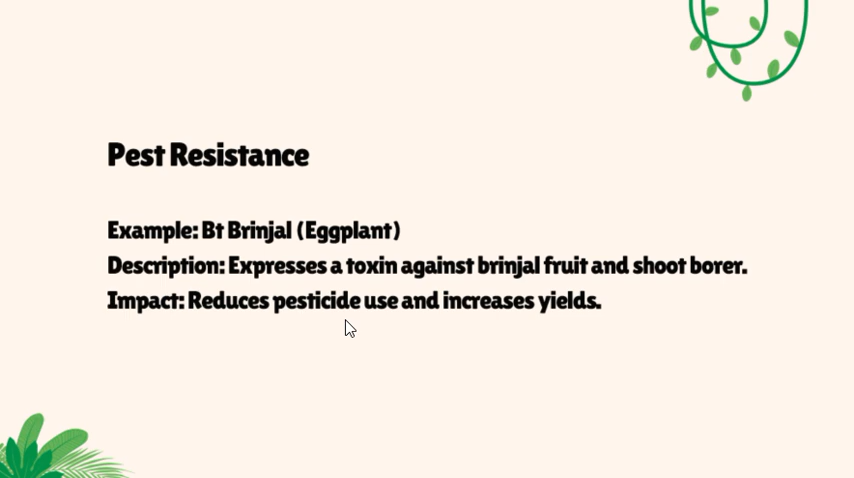 Pest Resistance
Example: Bt Brinjal (Eggplant)
Description: Expresses a toxin against brinjal fruit and shoot borer.
Impact: Reduces pesticide use and increases yields.